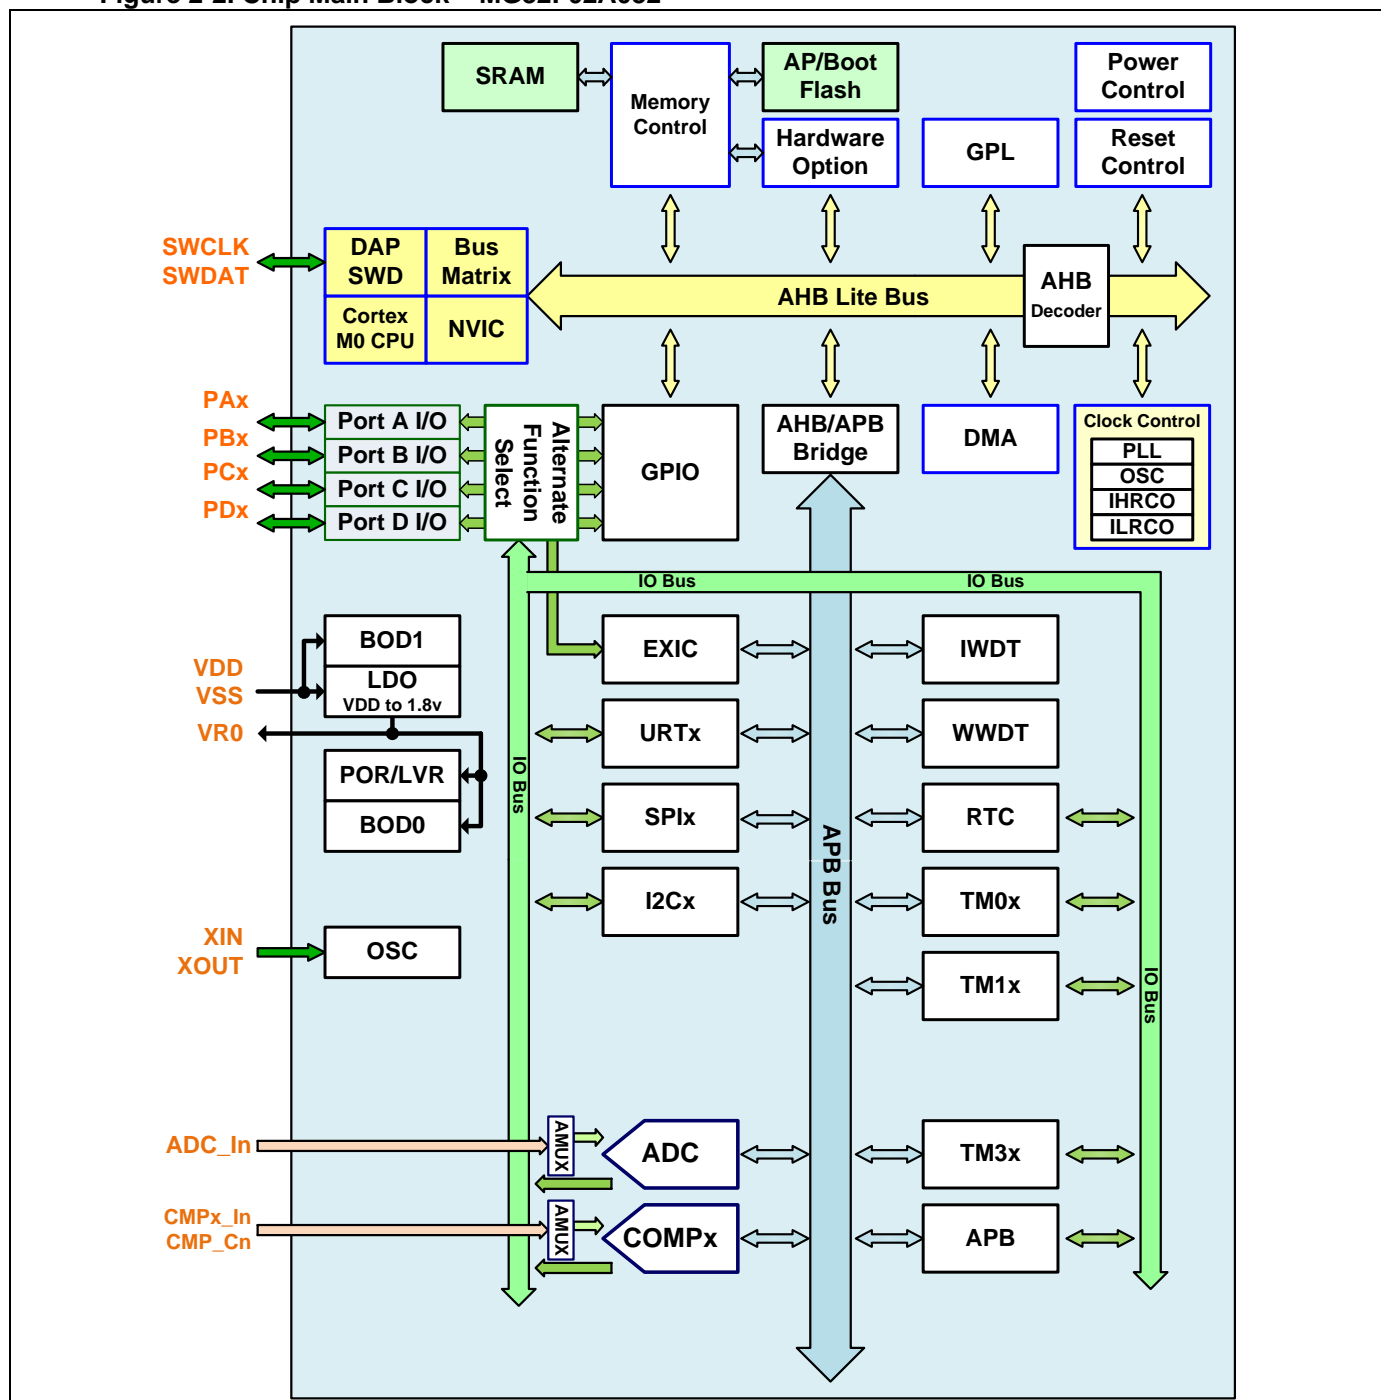 SRAM
Memory
Control
AP/Boot
Flash
Power
Control
Hardware
Option
GPL
Reset
Control
SWCLK
SWDAT
DAP
SWD
Bus
Matrix
Cortex
M0 CPU
NVIC
AHB Lite Bus
AHB
Decoder
PAx
PBx
PCx
PDx
Port A I/O
Port B I/O
Port C I/O
Port D I/O
Alternate
Function
Select
GPIO
AHB/APB
Bridge
DMA
Clock Control
PLL
OSC
IHRCO
ILRCO
IO Bus
IO Bus
VDD
VSS
VR0
BOD1
LDO
VDD to 1.8v
POR/LVR
BOD0
EXIC
IWDT
URTx
WWDT
IO Bus
SPIx
RTC
APB Bus
I2Cx
TM0x
XIN
XOUT
OSC
TM1x
IO Bus
ADC_In
AMUX
ADC
TM3x
CMPx_In
CMP_Cn
AMUX
COMPx
APB